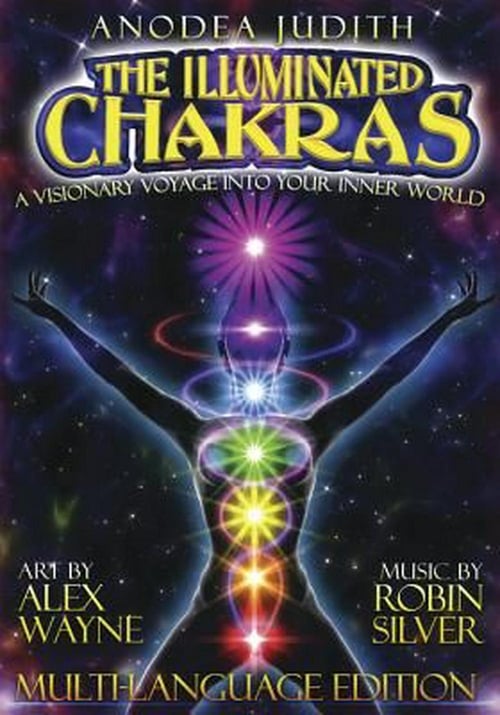 ANODEA JUDITH
THE ILLUMINATED
CHAKRAS
A VISIONARY VOYAGE INTO YOUR INNER WORLD
ART BY
ALEX
WAYNE
MUSIC BY
ROBIN
SILVER
MULTI-LANGUAGE EDITION